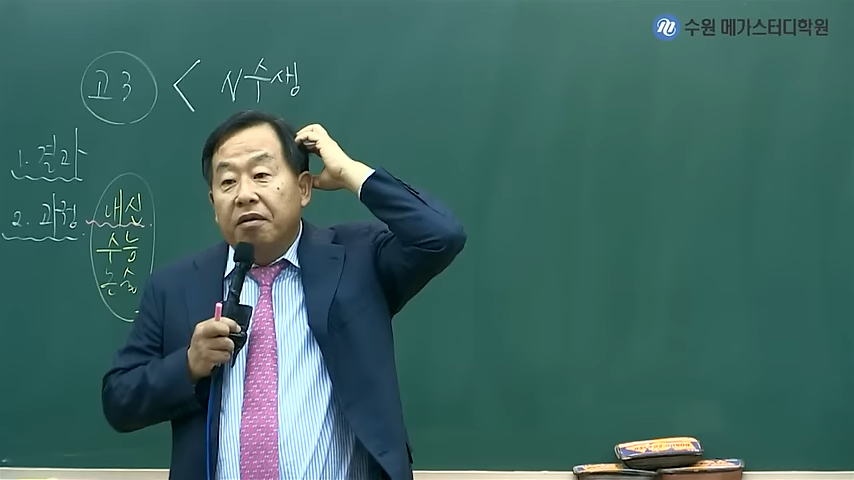 수원 메가스터디학원
고3 < N수생
1. 결과
2. 과정
내신
수능
논술